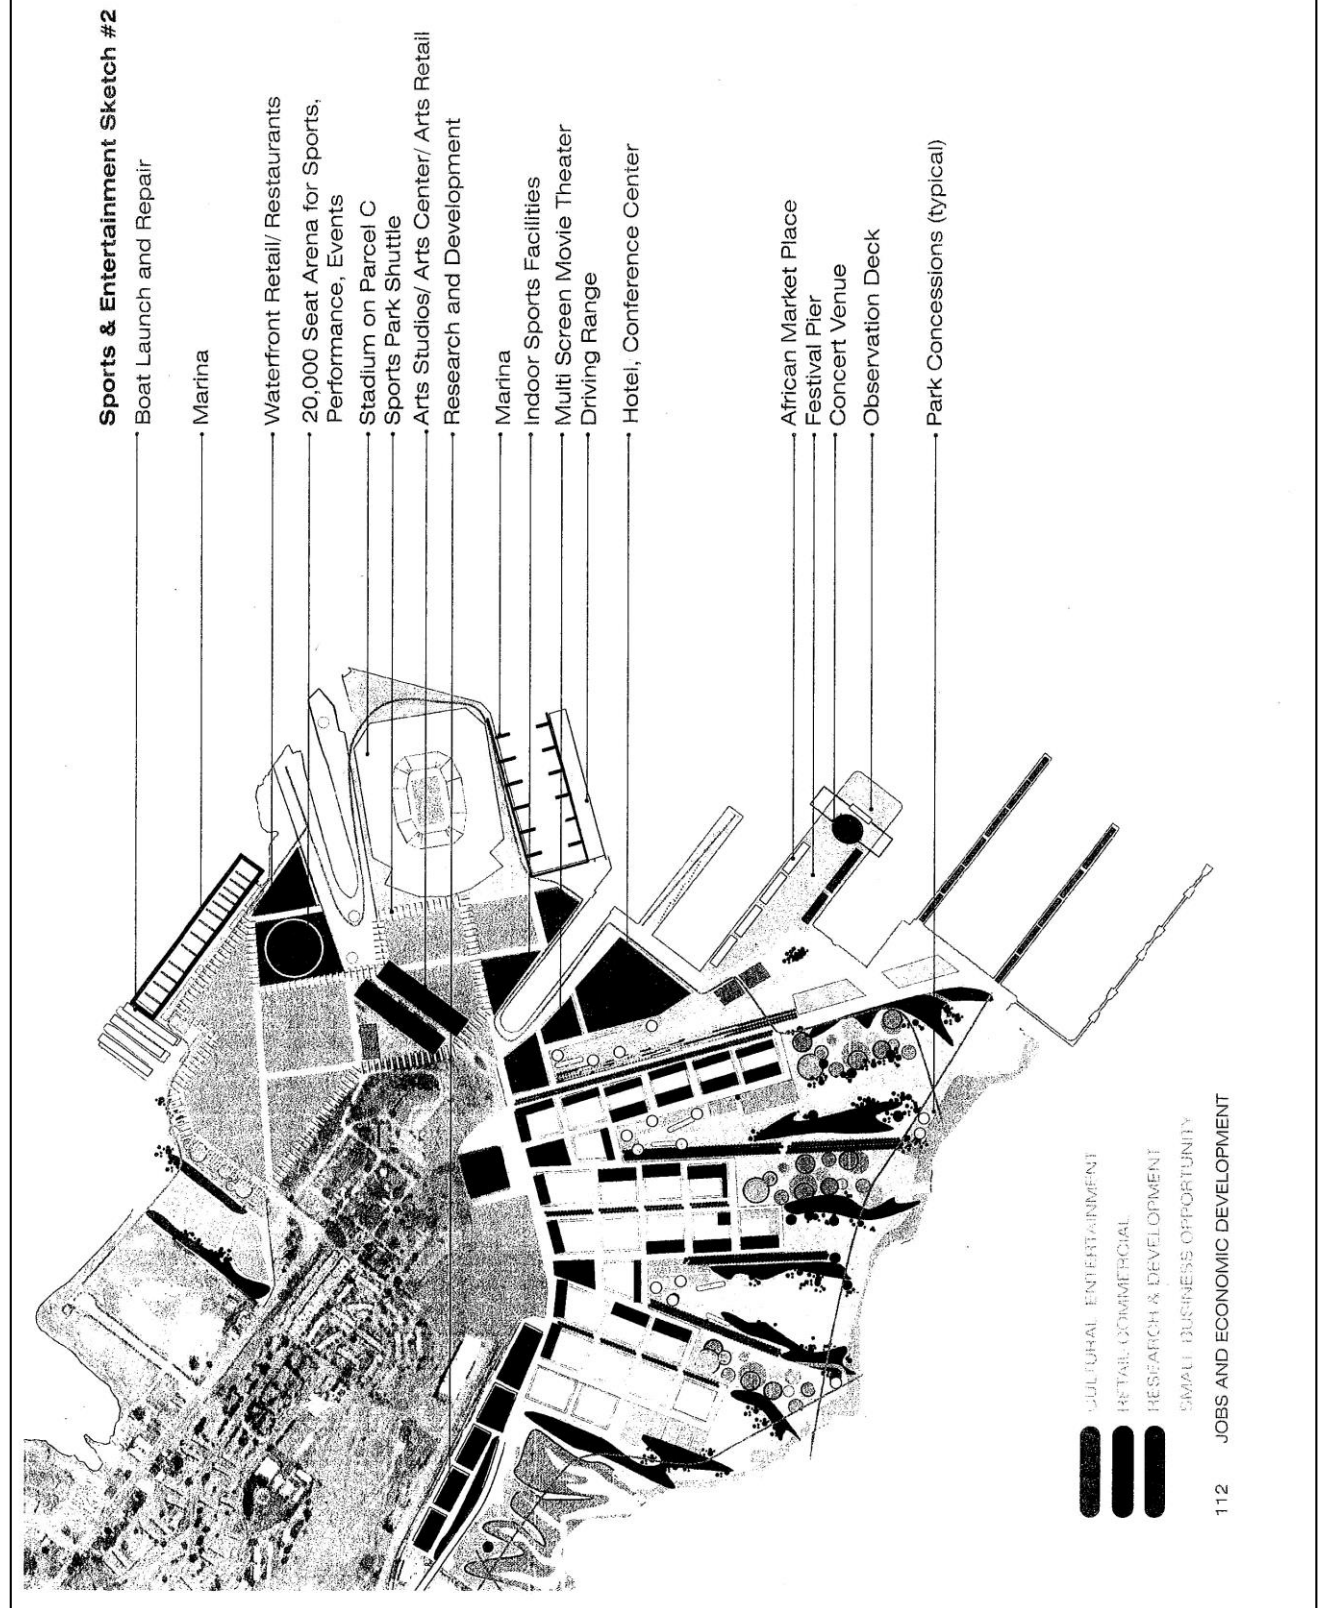 Sports & Entertainment Sketch #2
Boat Launch and Repair
Marina
Waterfront Retail/ Restaurants
20,000 Seat Arena for Sports,
Performance, Events
Stadium on Parcel C
Sports Park Shuttle
Arts Studios/ Arts Center/ Arts Retail
Research and Development
Marina
Indoor Sports Facilities
Multi Screen Movie Theater
Driving Range
Hotel, Conference Center
African Market Place
Festival Pier
Concert Venue
Observation Deck
Park Concessions (typical)
CULTURAL ENTERTAINMENT
RETAIL COMMERCIAL
RESEARCH & DEVELOPMENT
SMALL BUSINESS OPPORTUNITY
112 JOBS AND ECONOMIC DEVELOPMENT